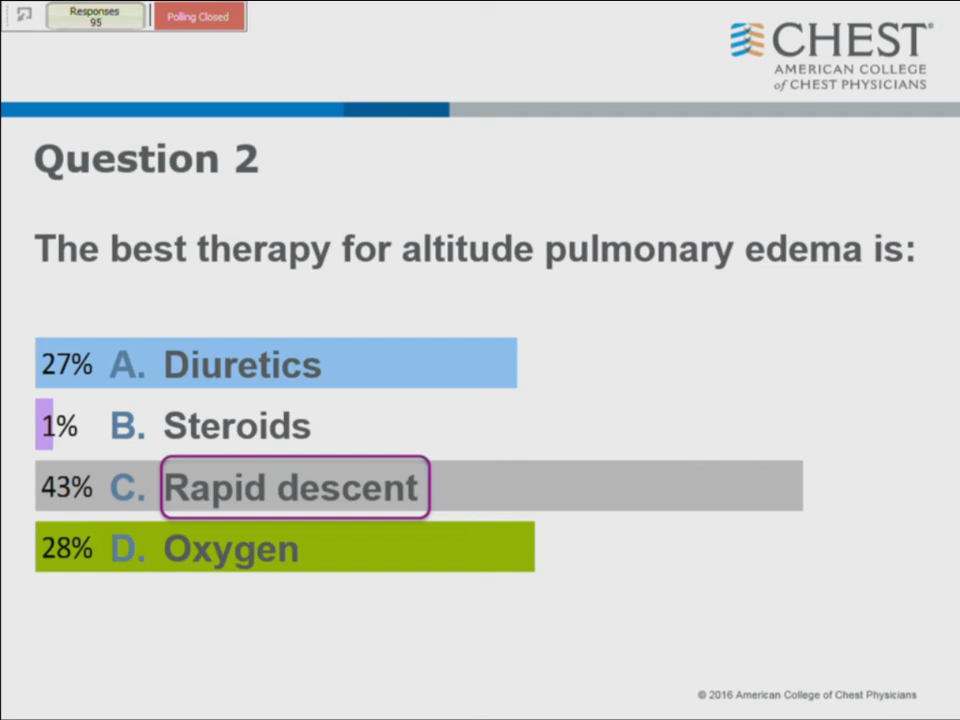 Responses
95
Polling Closed
CHEST®
AMERICAN COLLEGE
of CHEST PHYSICIANS
Question 2
The best therapy for altitude pulmonary edema is:
27% A. Diuretics
1% B. Steroids
43% C. Rapid descent
28% D. Oxygen
© 2016 American College of Chest Physicians